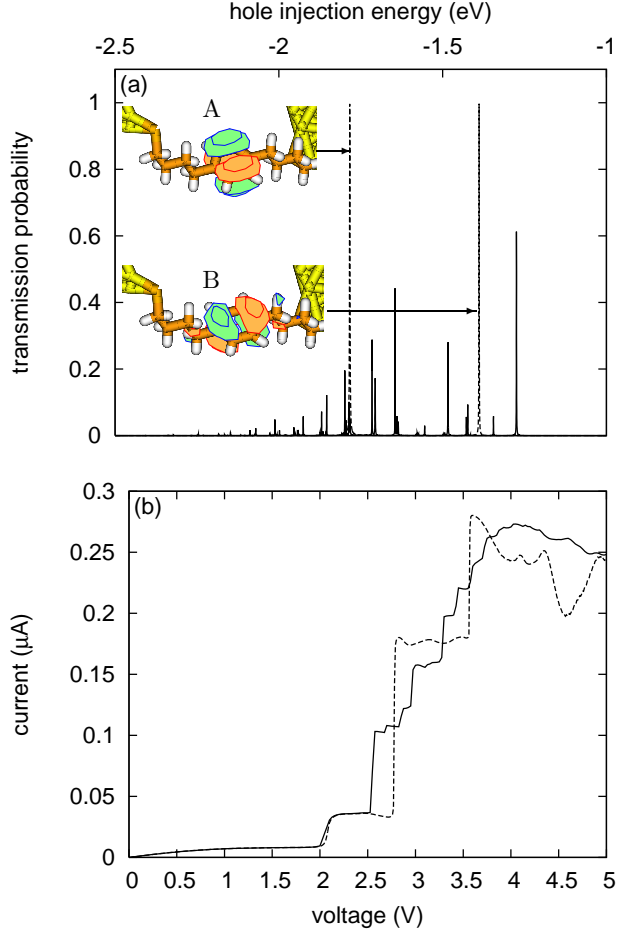 hole injection energy (eV)
-2.5 -2 -1.5 -1
(a)
A
B
transmission probability
1
0.8
0.6
0.4
0.2
0
(b)
current (μA)
0.3
0.25
0.2
0.15
0.1
0.05
0
0 0.5 1 1.5 2 2.5 3 3.5 4 4.5 5
voltage (V)